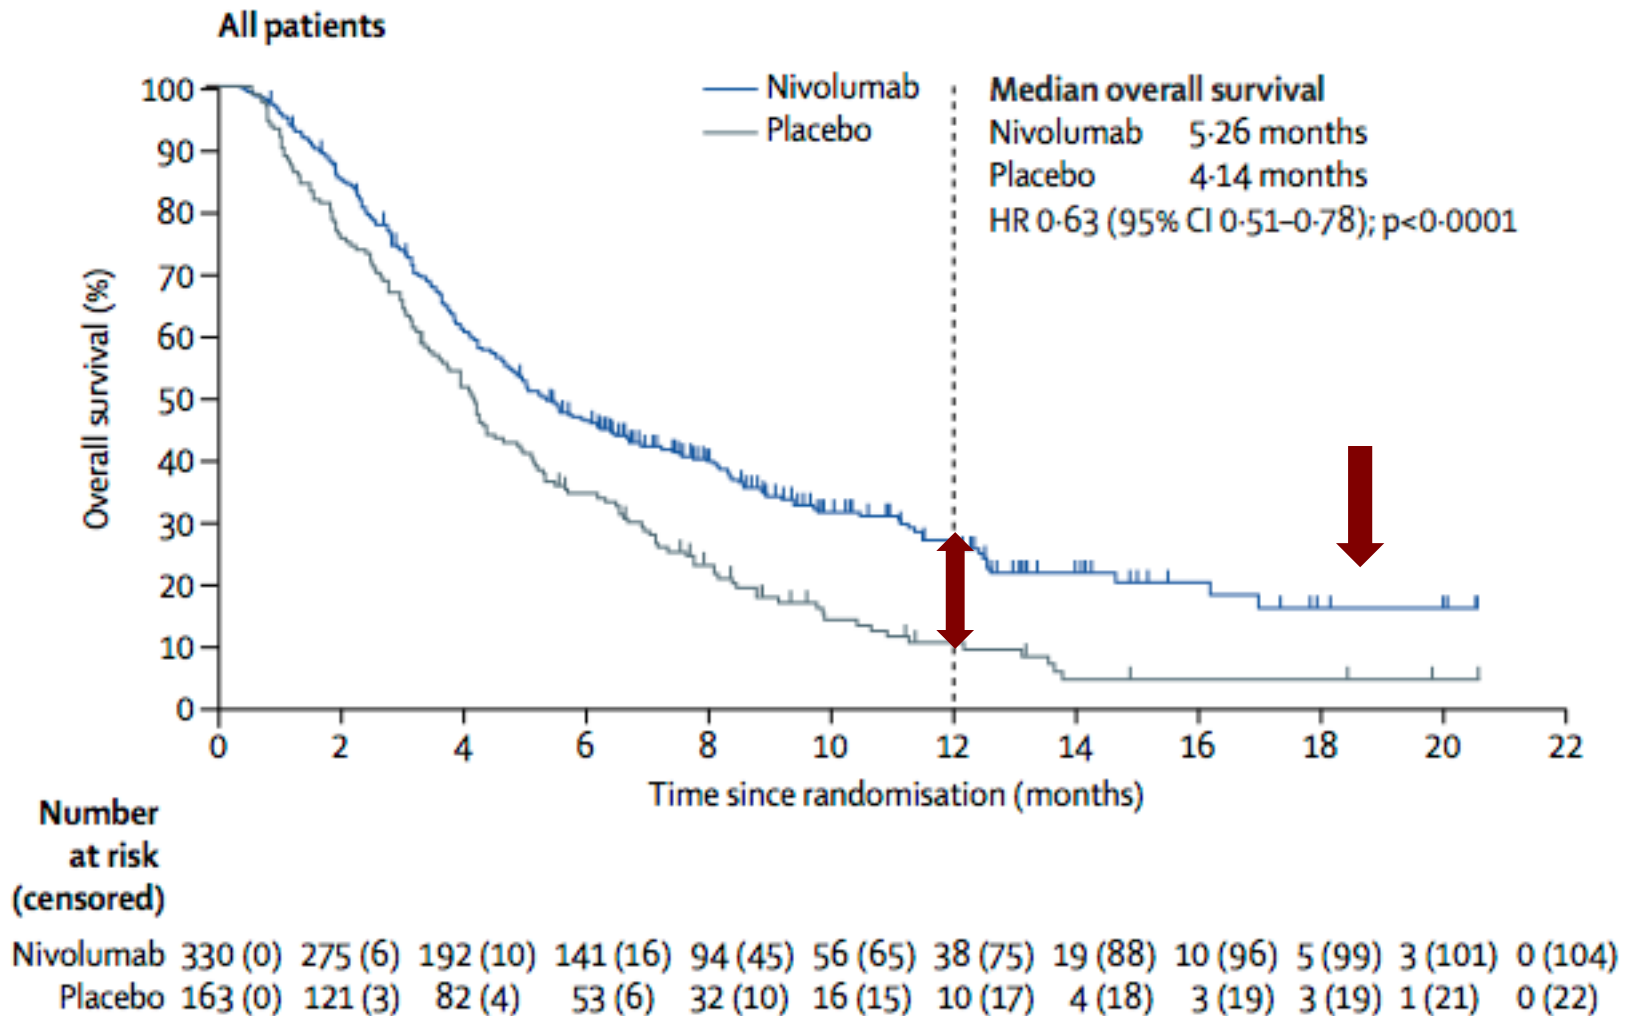 All patients
Nivolumab
Placebo
Median overall survival
Nivolumab 5·26 months
Placebo 4·14 months
HR 0·63 (95% CI 0·51–0·78); p<0·0001
Overall survival (%)
100
90
80
70
60
50
40
30
20
10
0
0 2 4 6 8 10 12 14 16 18 20 22
Time since randomisation (months)
Number
at risk
(censored)
Nivolumab 330 (0) 275 (6) 192 (10) 141 (16) 94 (45) 56 (65) 38 (75) 19 (88) 10 (96) 5 (99) 3 (101) 0 (104)
Placebo 163 (0) 121 (3) 82 (4) 53 (6) 32 (10) 16 (15) 10 (17) 4 (18) 3 (19) 3 (19) 1 (21) 0 (22)